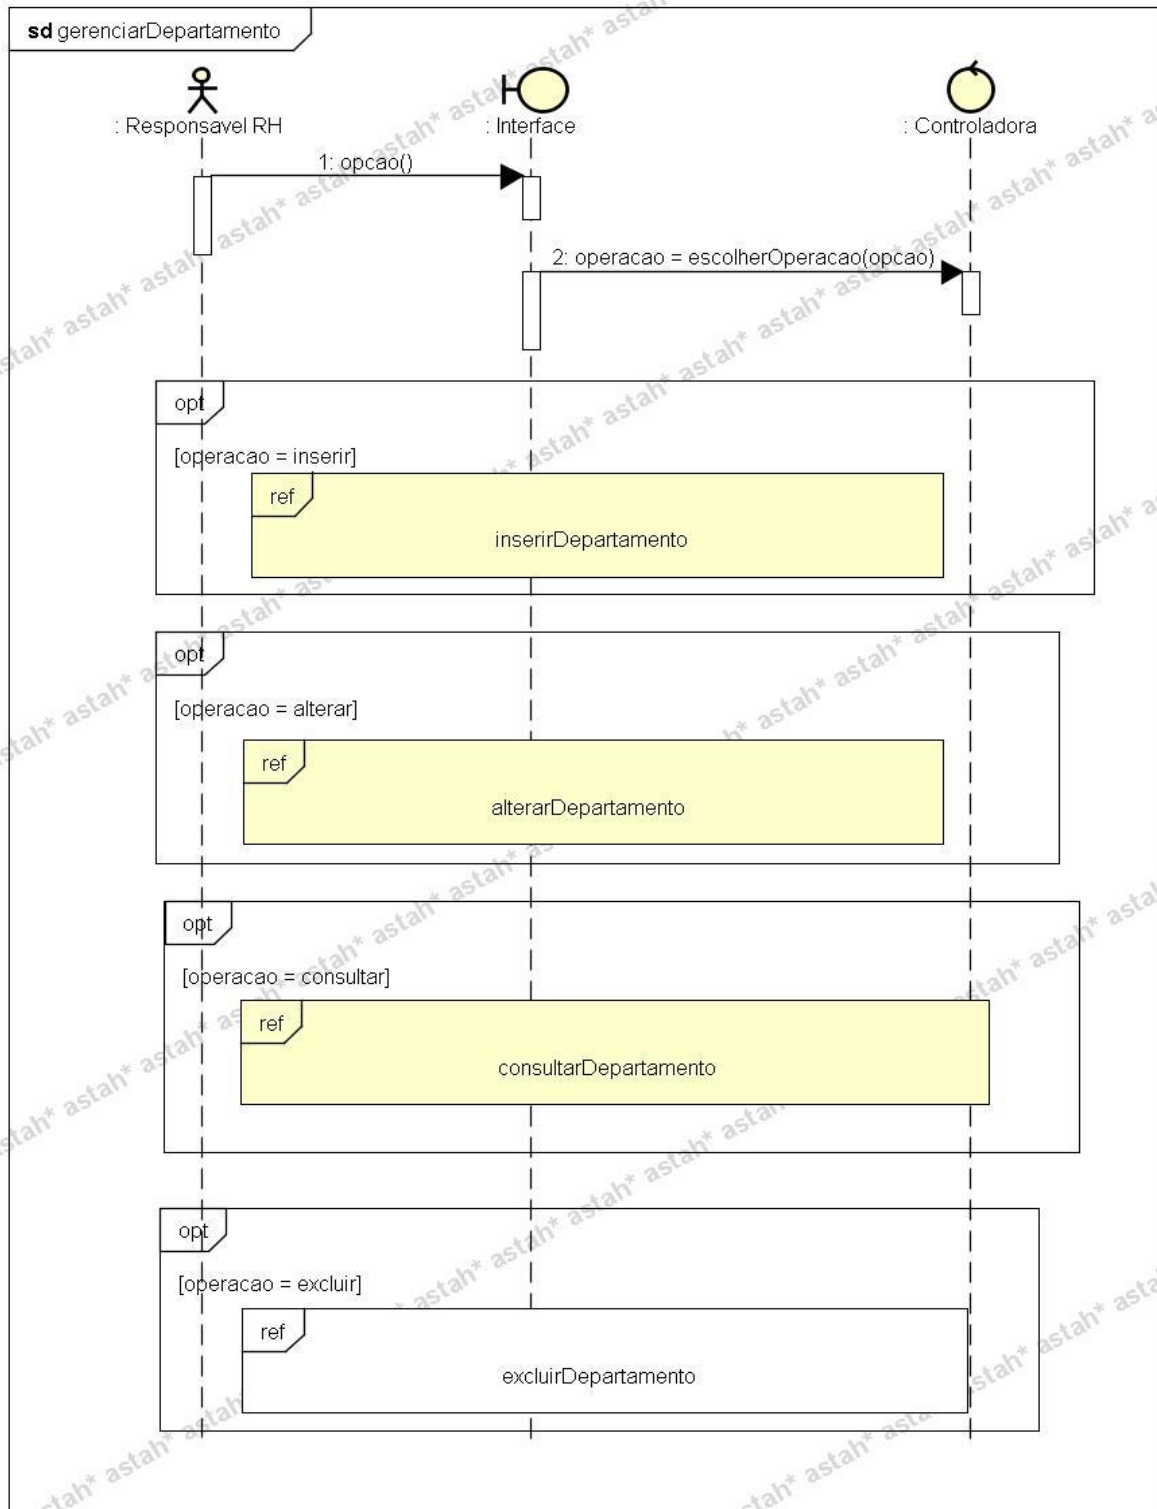 sd gerenciarDepartamento
: Responsavel RH
: Interface
: Controladora
1: opcao()
2: operacao = escolherOperacao(opcao)
opt
[operacao = inserir]
ref
inserirDepartamento
opt
[operacao = alterar]
ref
alterarDepartamento
opt
[operacao = consultar]
ref
consultarDepartamento
opt
[operacao = excluir]
ref
excluirDepartamento